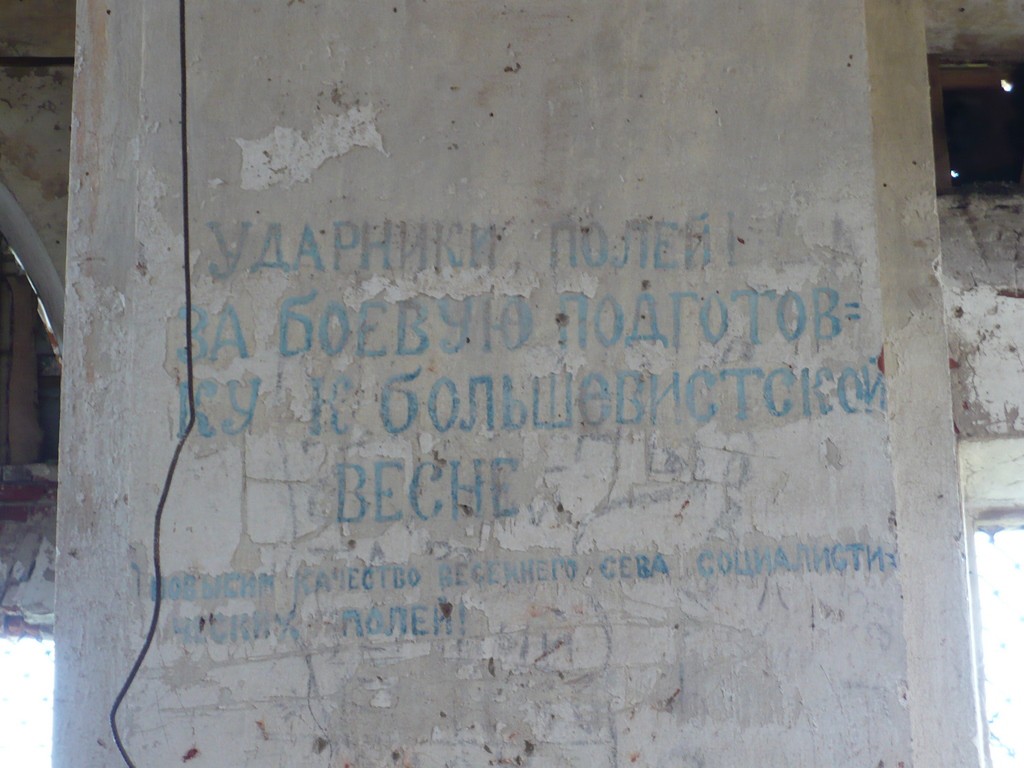 УДАРНИКИ ПОЛЕЙ!
ЗА БОЕВУЮ ПОДГОТОВ=
КУ К БОЛЬШЕВИСТСКОЙ
ВЕСНЕ
ПОВЫСИМ КАЧЕСТВО ВЕСЕННЕГО СЕВА СОЦИАЛИСТИ=
ЧЕСКИХ ПОЛЕЙ!